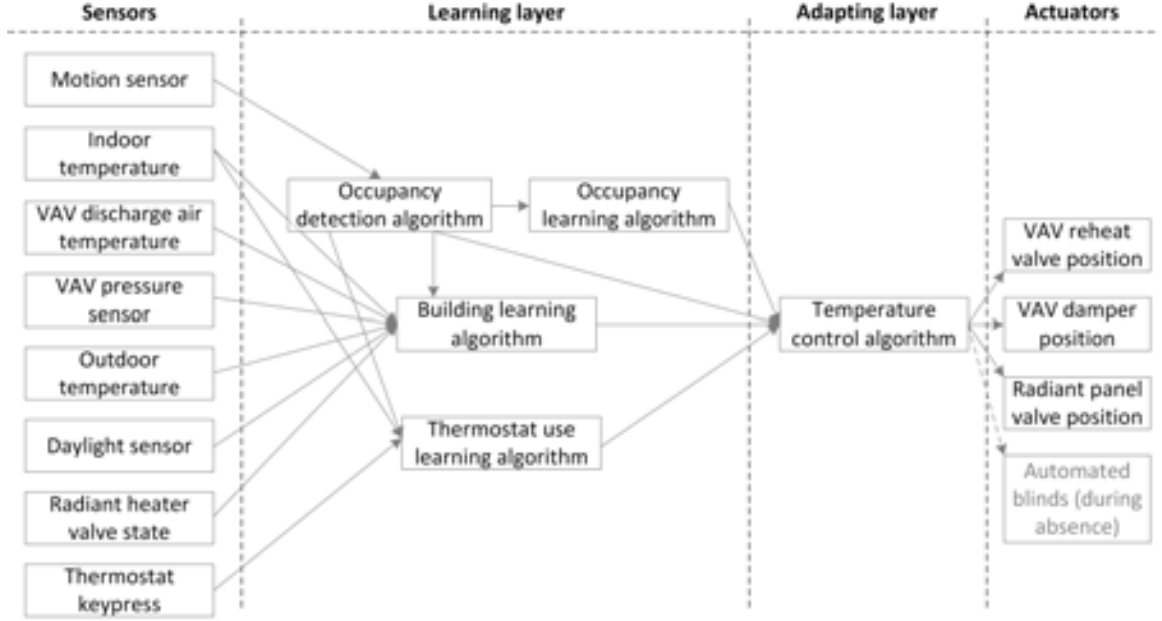 Sensors
Learning layer
Adapting layer
Actuators
Motion sensor
Indoor
temperature
VAV discharge air
temperature
VAV pressure
sensor
Outdoor
temperature
Daylight sensor
Radiant heater
valve state
Thermostat
keypress
Occupancy
detection algorithm
Occupancy
learning algorithm
Building learning
algorithm
Thermostat use
learning algorithm
Temperature
control algorithm
VAV reheat
valve position
VAV damper
position
Radiant panel
valve position
Automated
blinds (during
absence)